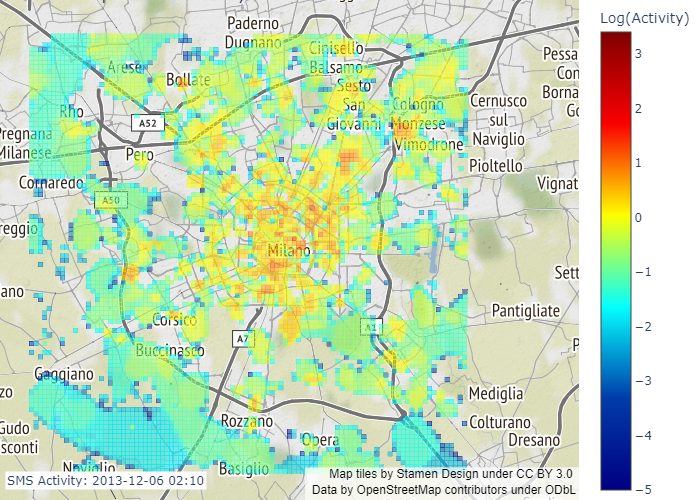 Log(Activity)
Paderno
Dugnano
Cinisello
Balsamo
Pessa
Con
Arese
Bollate
Sesto
San
Giovanni
Borna
Go
Rho
A52
Cologno
Monzese
Cernusco
sul
Naviglio
Pregnana
Milanese
Pero
Vimodrone
Pioltello
Cornaredo
Vignat
A50
reggio
Milano
Sett
ano
Corsico
A7
A1
Pantigliate
Buccinasco
P
Gaggiano
zo
Mediglia
Gudo
sconti
Rozzano
Opera
Colturano
Dresano
Naviglio
Basiglio
3
2
1
0
−1
−2
−3
−4
−5
SMS Activity: 2013-12-06 02:10
Map tiles by Stamen Design under CC BY 3.0
Data by OpenStreetMap contributors under ODbL